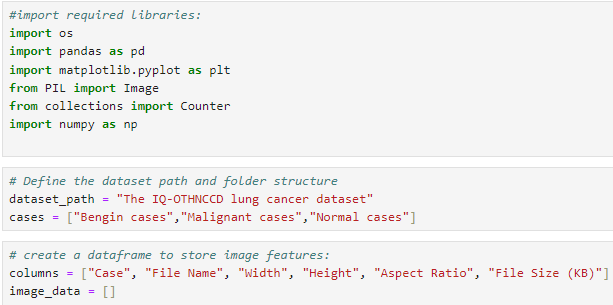 #import required libraries:
import os
import pandas as pd
import matplotlib.pyplot as plt
from PIL import Image
from collections import Counter
import numpy as np
# Define the dataset path and folder structure
dataset_path = "The IQ-OTHNCCD lung cancer dataset"
cases = ["Bengin cases","Malignant cases","Normal cases"]
# create a dataframe to store image features:
columns = ["Case", "File Name", "Width", "Height", "Aspect Ratio", "File Size (KB)"]
image_data = []